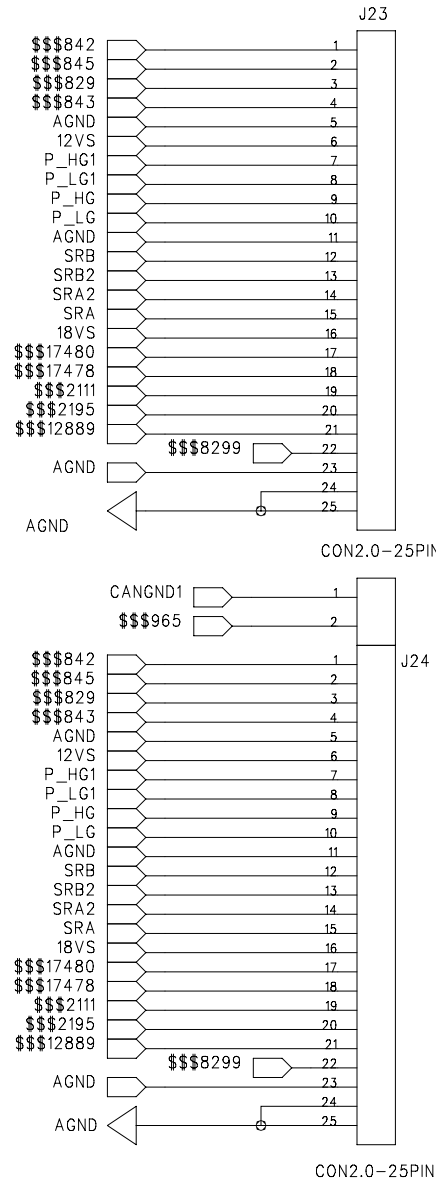 J23
$$$842 1
$$$845 2
$$$829 3
$$$843 4
AGND 5
12VS 6
P_HG1 7
P_LG1 8
P_HG 9
P_LG 10
AGND 11
SRB 12
SRB2 13
SRA2 14
SRA 15
18VS 16
$$$17480 17
$$$17478 18
$$$2111 19
$$$2195 20
$$$12889 21
$$$8299 22
AGND 23
24
25
AGND
CON2.0-25PIN
CANGND1 1
$$$965 2
J24
$$$842 1
$$$845 2
$$$829 3
$$$843 4
AGND 5
12VS 6
P_HG1 7
P_LG1 8
P_HG 9
P_LG 10
AGND 11
SRB 12
SRB2 13
SRA2 14
SRA 15
18VS 16
$$$17480 17
$$$17478 18
$$$2111 19
$$$2195 20
$$$12889 21
$$$8299 22
AGND 23
24
AGND 25
CON2.0-25PIN